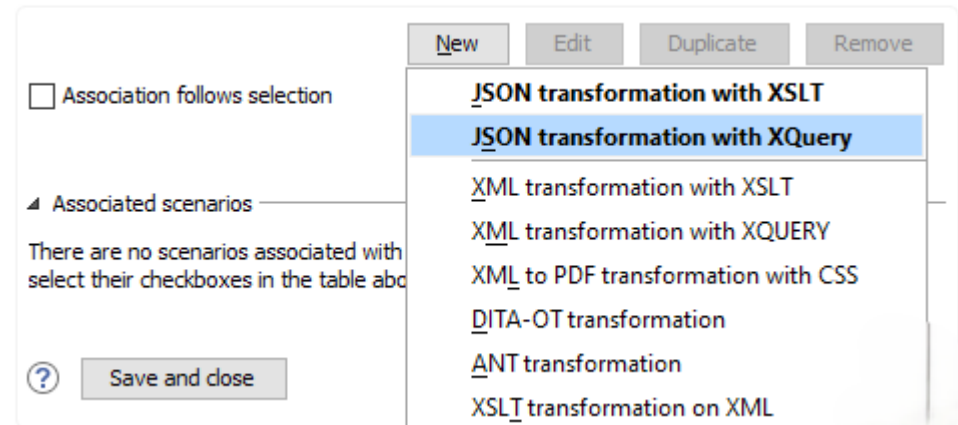 New Edit Duplicate Remove
Association follows selection
JSON transformation with XSLT
JSON transformation with XQuery
XML transformation with XSLT
XML transformation with XQUERY
XML to PDF transformation with CSS
DITA-OT transformation
ANT transformation
XSLT transformation on XML
Associated scenarios
There are no scenarios associated with
select their checkboxes in the table abo
? Save and close